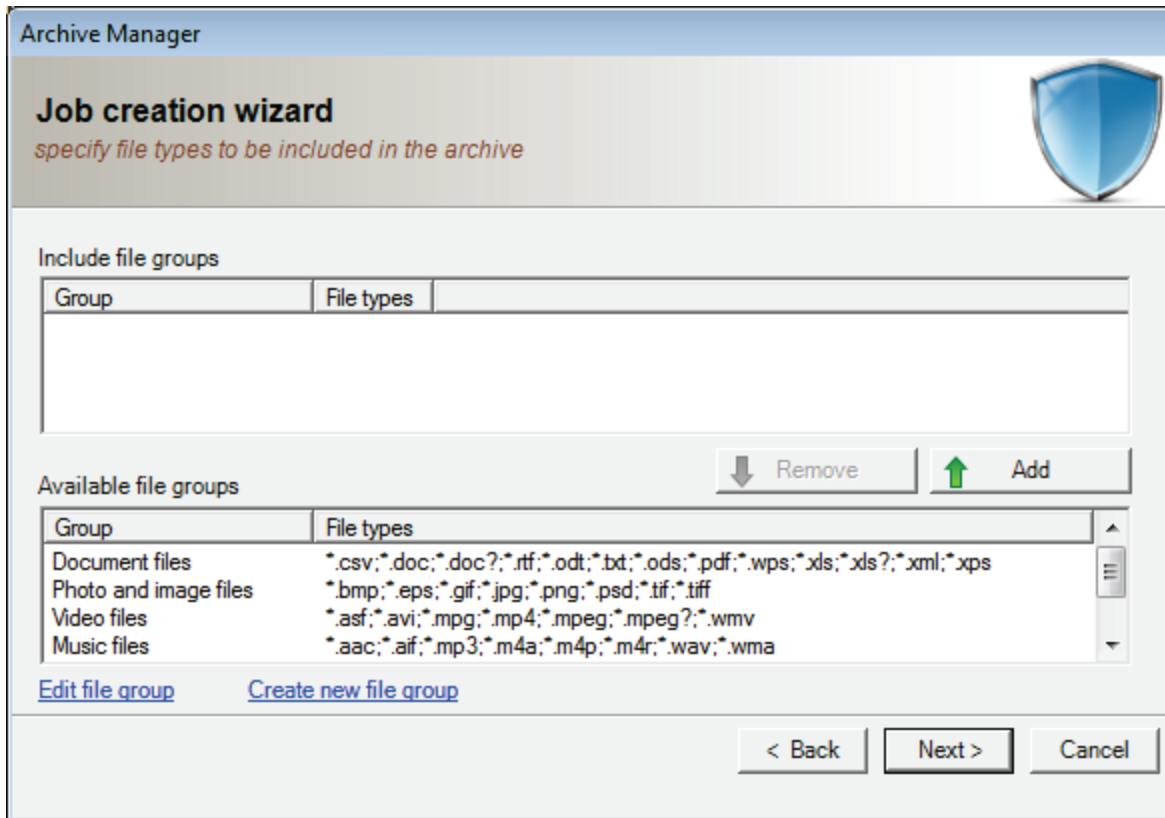 Archive Manager
Job creation wizard
specify file types to be included in the archive
Include file groups
Group File types
Remove Add
Available file groups
Group File types
Document files *.csv;*.doc;*.doc?;*.rtf;*.odt;*.txt;*.ods;*.pdf;*.wps;*.xls;*.xls?;*.xml;*.xps
Photo and image files *.bmp;*.eps;*.gif;*.jpg;*.png;*.psd;*.tif;*.tiff
Video files *.asf;*.avi;*.mpg;*.mp4;*.mpeg;*.mpeg?;*.wmv
Music files *.aac;*.aif;*.mp3;*.m4a;*.m4p;*.m4r;*.wav;*.wma
Edit file group Create new file group
< Back Next > Cancel